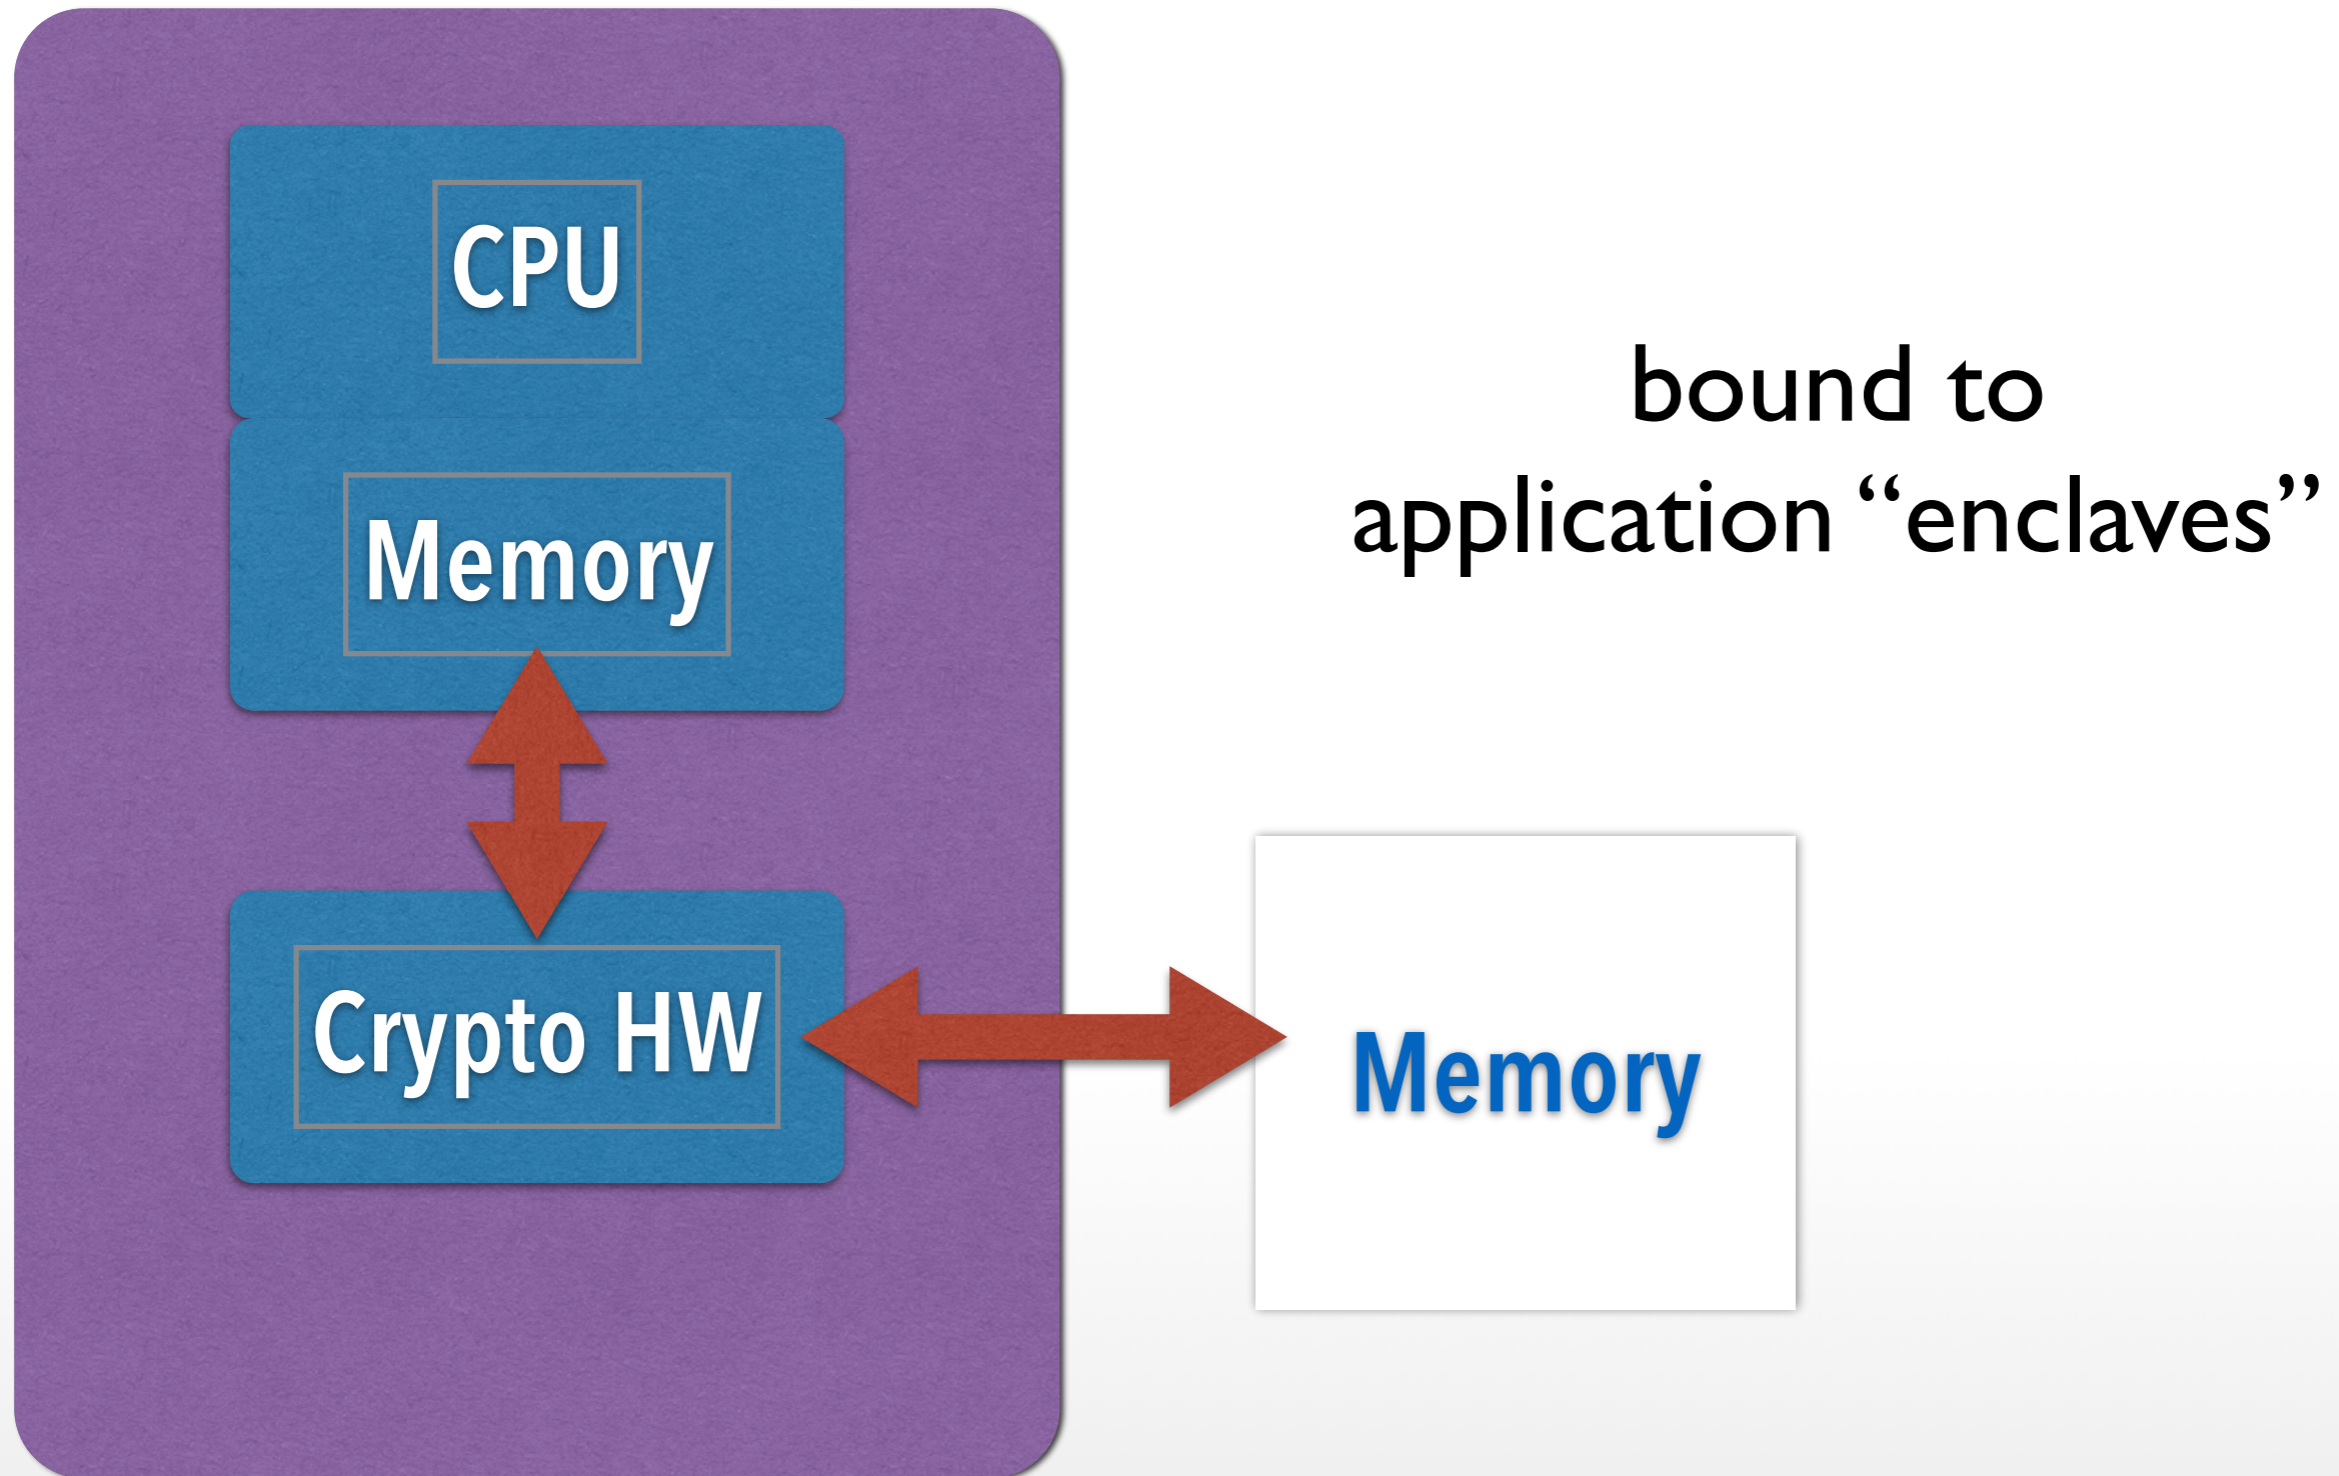 CPU
Memory
Crypto HW
bound to
application “enclaves”
Memory